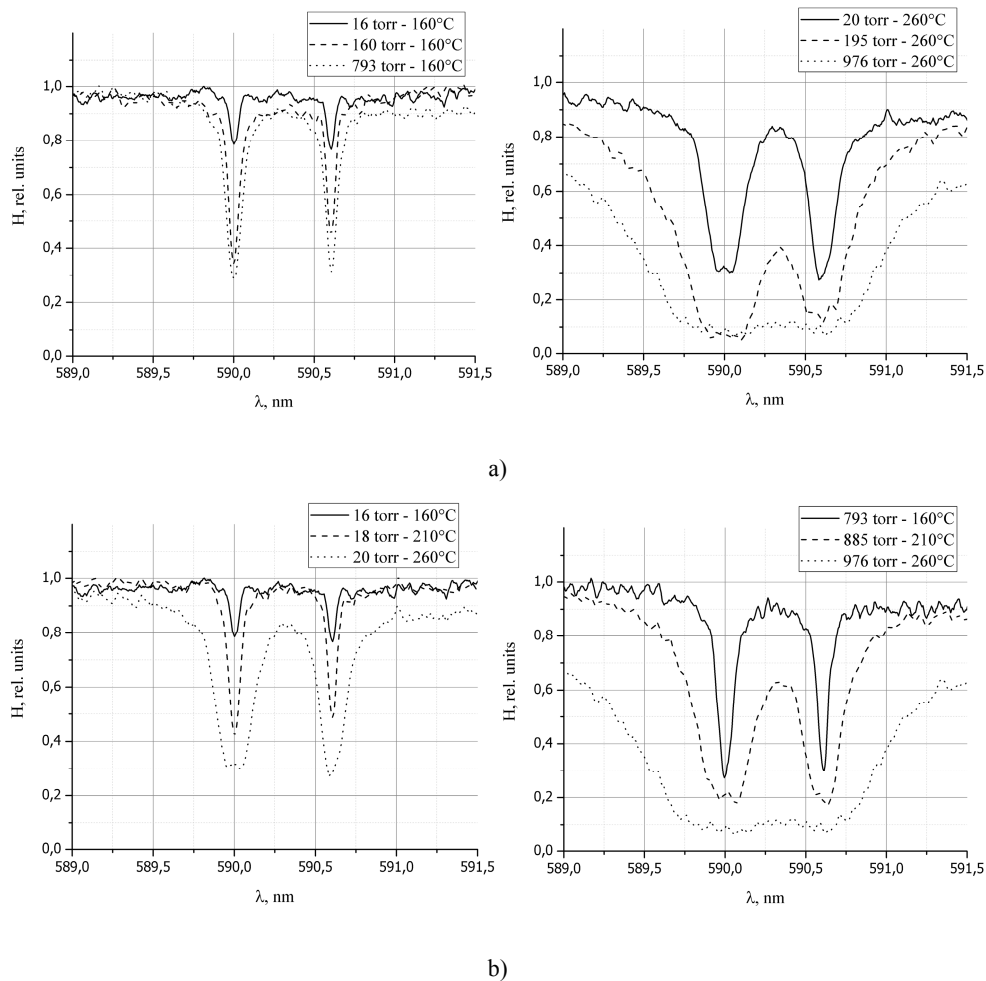 16 torr - 160°C
160 torr - 160°C
793 torr - 160°C
1,0
0,8
0,6
0,4
0,2
0,0
H, rel. units
589,0 589,5 590,0 590,5 591,0 591,5
λ, nm
20 torr - 260°C
195 torr - 260°C
976 torr - 260°C
1,0
0,8
0,6
0,4
0,2
0,0
H, rel. units
589,0 589,5 590,0 590,5 591,0 591,5
λ, nm
a)
16 torr - 160°C
18 torr - 210°C
20 torr - 260°C
1,0
0,8
0,6
0,4
0,2
0,0
H, rel. units
589,0 589,5 590,0 590,5 591,0 591,5
λ, nm
793 torr - 160°C
885 torr - 210°C
976 torr - 260°C
1,0
0,8
0,6
0,4
0,2
0,0
H, rel. units
589,0 589,5 590,0 590,5 591,0 591,5
λ, nm
b)